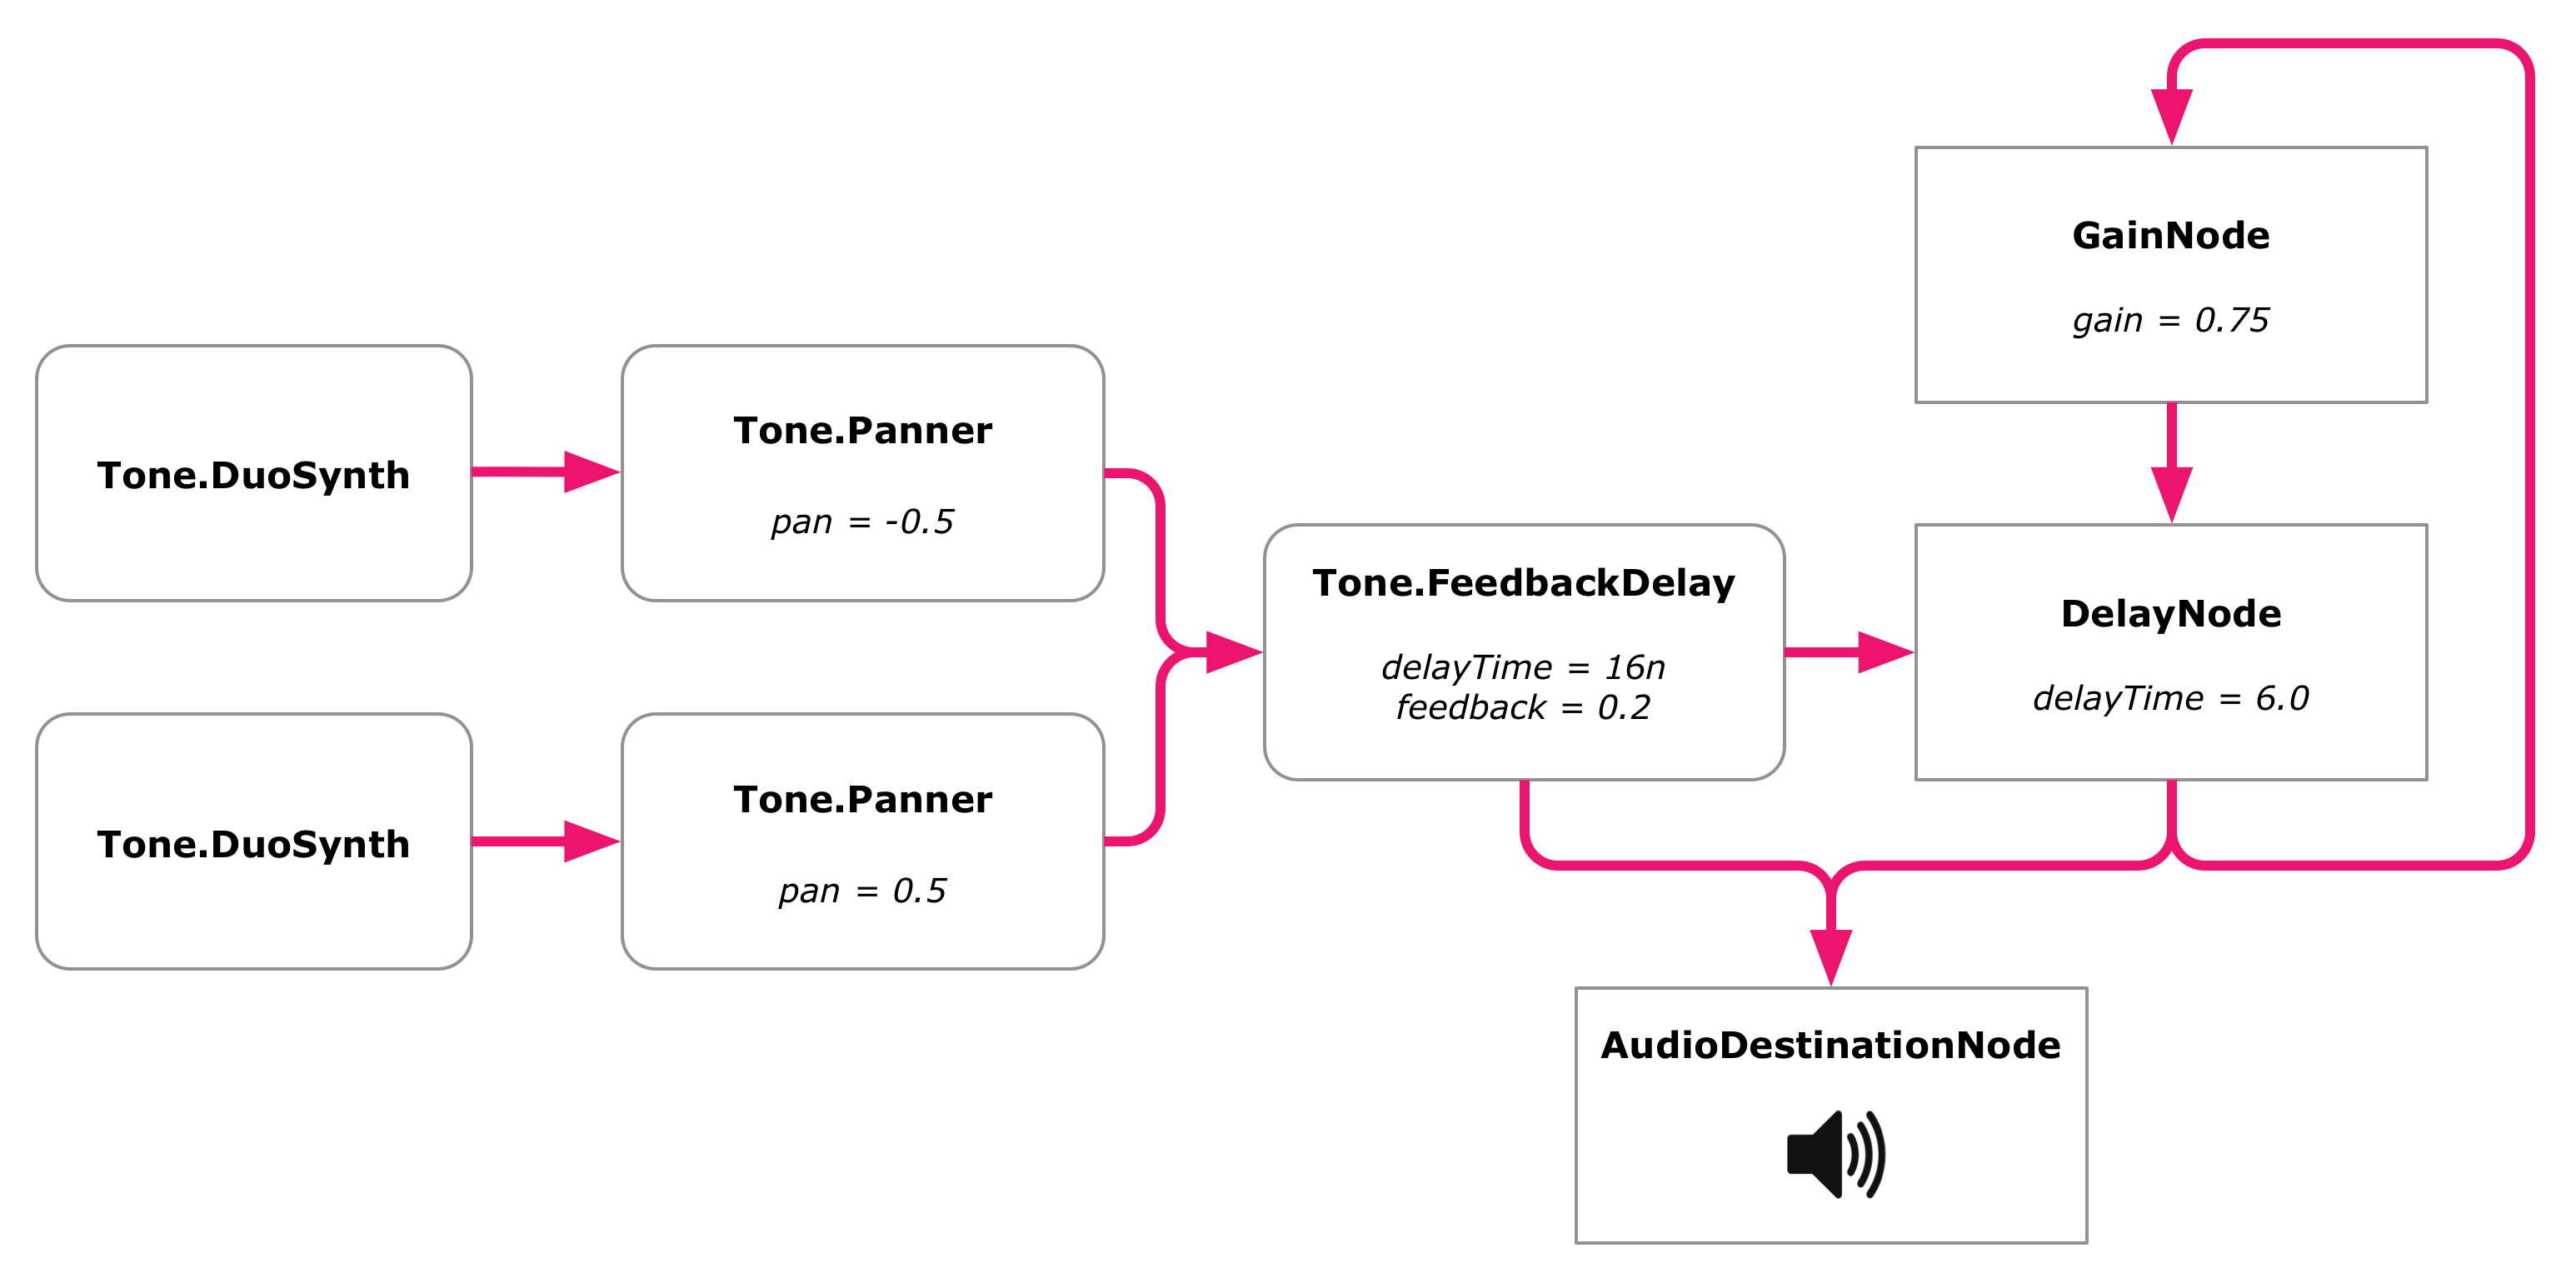 Tone.DuoSynth
Tone.Panner
pan = -0.5
Tone.DuoSynth
Tone.Panner
pan = 0.5
Tone.FeedbackDelay
delayTime = 16n
feedback = 0.2
GainNode
gain = 0.75
DelayNode
delayTime = 6.0
AudioDestinationNode